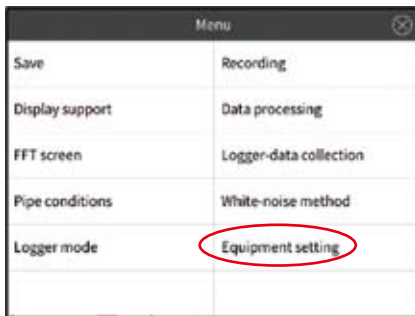 Menu
Save
Recording
Display support
Data processing
FFT screen
Logger-data collection
Pipe conditions
White-noise method
Logger mode
Equipment setting